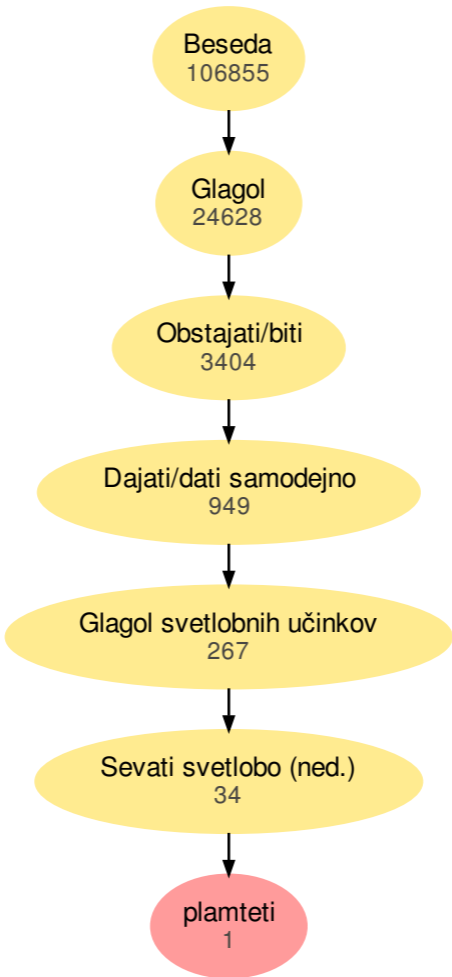 Beseda
106855
Glagol
24628
Obstajati/biti
3404
Dajati/dati samodejno
949
Glagol svetlobnih učinkov
267
Sevati svetlobo (ned.)
34
plamteti
1